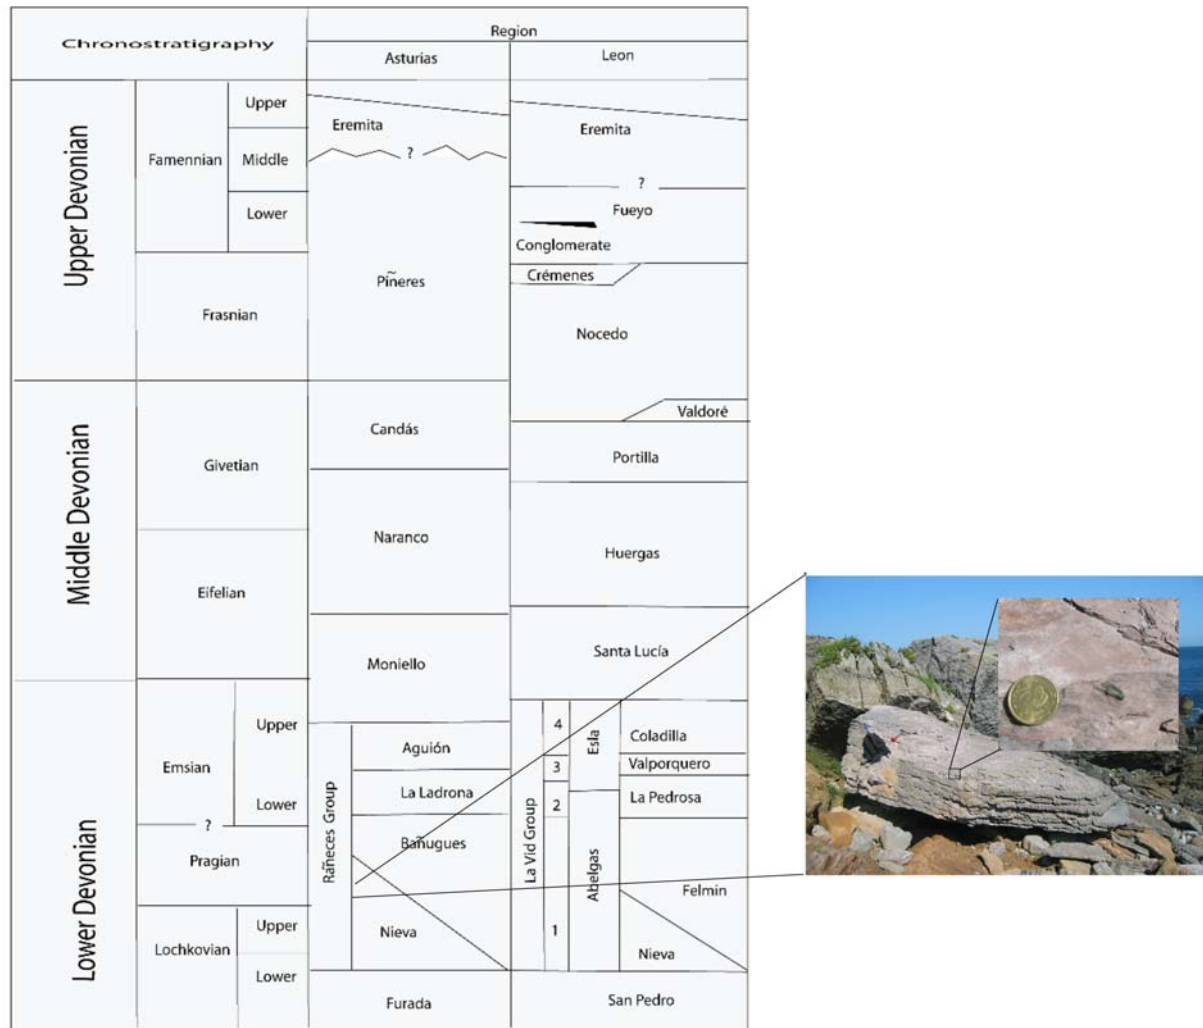 Chronostratigraphy
Region
Asturias
Leon
Upper Devonian
Famennian
Upper
Middle
Lower
Frasnian
Eremita
?
Piñeres
Eremita
?
Fueyo
Conglomerate
Crémenes
Nocedo
Valdoré
Middle Devonian
Givetian
Eifelian
Candás
Naranco
Moniello
Portilla
Huergas
Santa Lucía
Lower Devonian
Emsian
Upper
Lower
?
Pragian
Lochkovian
Upper
Lower
Rañeces Group
Aguión
La Ladrona
Bañugues
Nieva
Furada
La Vid Group
4
3
2
1
Esla
Abelgas
Coladilla
Valporquero
La Pedrosa
Felmin
Nieva
San Pedro